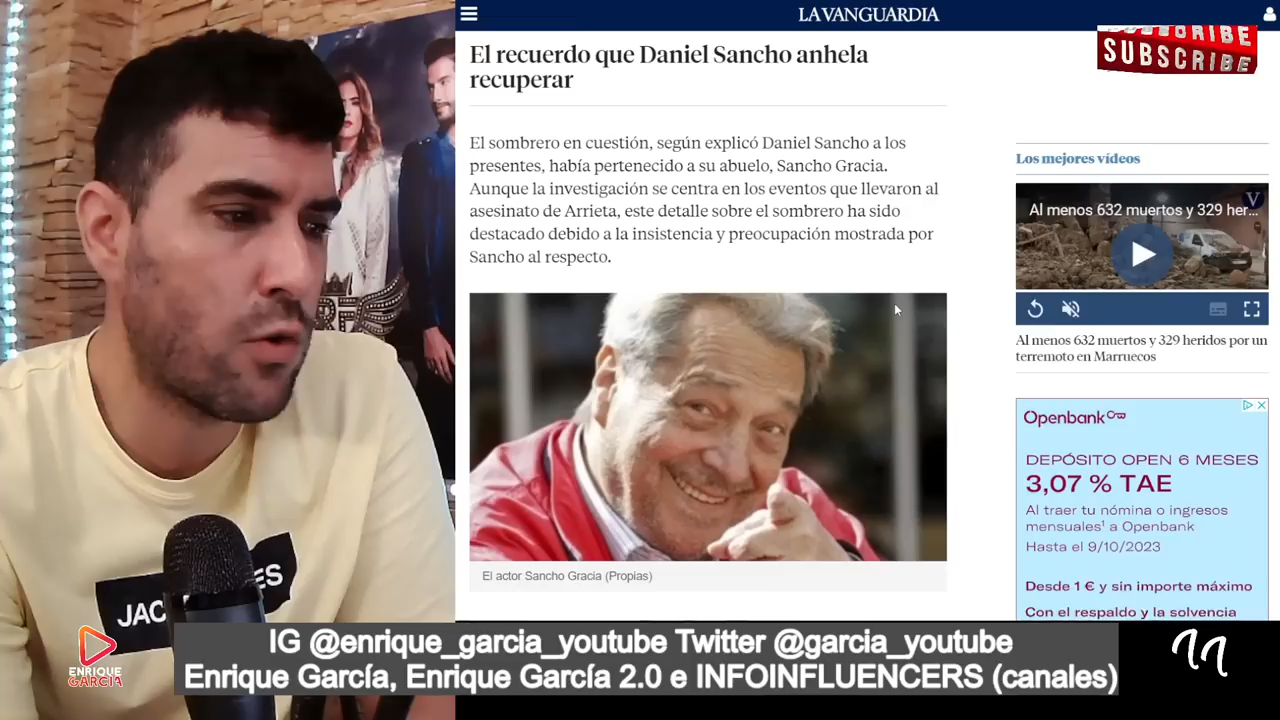 LA VANGUARDIA
SUBSCRIBE
SUBSCRIBE
El recuerdo que Daniel Sancho anhela
recuperar
El sombrero en cuestión, según explicó Daniel Sancho a los
presentes, había pertenecido a su abuelo, Sancho Gracia.
Aunque la investigación se centra en los eventos que llevaron al
asesinato de Arrieta, este detalle sobre el sombrero ha sido
destacado debido a la insistencia y preocupación mostrada por
Sancho al respecto.
El actor Sancho Gracia (Propias)
Los mejores vídeos
Al menos 632 muertos y 329 her...
V
Al menos 632 muertos y 329 heridos por un
terremoto en Marruecos
Openbank
DEPÓSITO OPEN 6 MESES
3,07 % TAE
Al traer tu nómina o ingresos
mensuales¹ a Openbank
Hasta el 9/10/2023
Desde 1 € y sin importe máximo
Con el respaldo y la solvencia
JAC
ES
ENRIQUE
GARCÍA
IG @enrique_garcia_youtube Twitter @garcia_youtube
Enrique García, Enrique García 2.0 e INFOINFLUENCERS (canales)